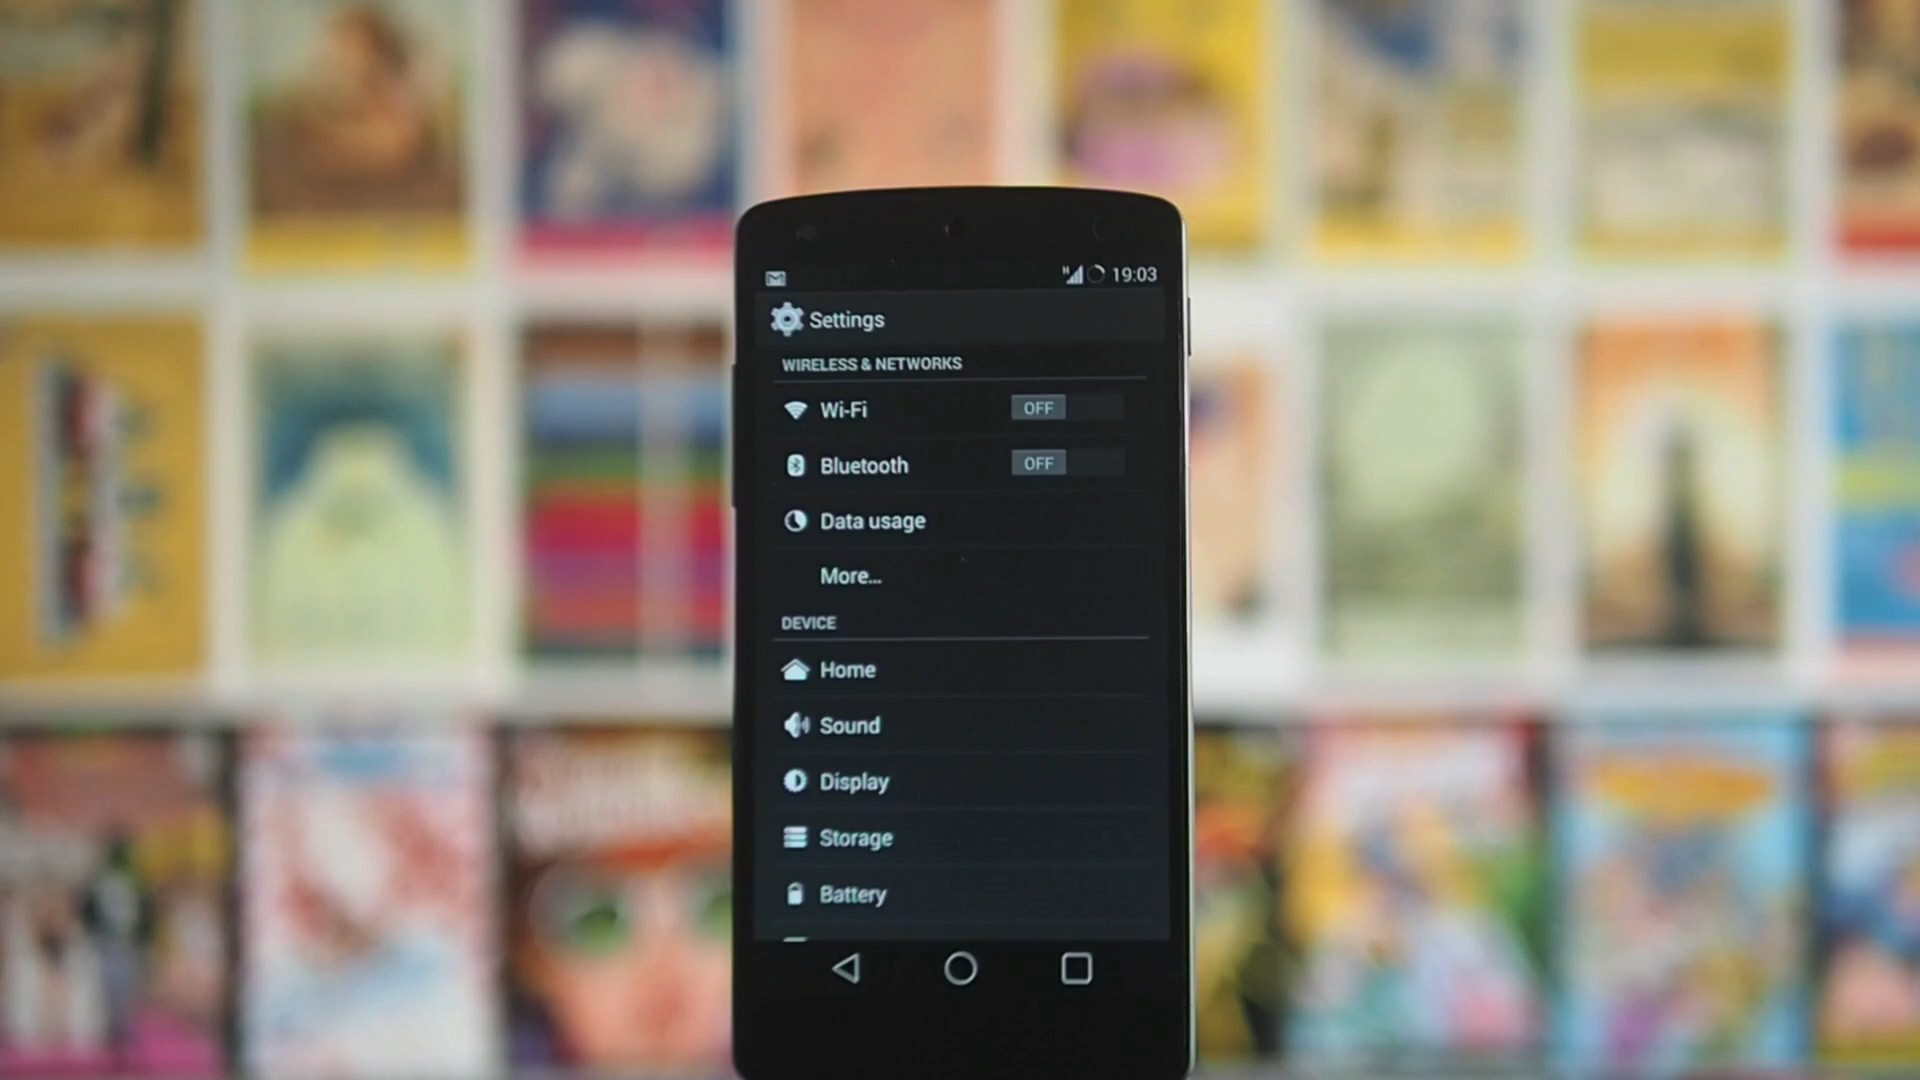 H 19:03
Settings
WIRELESS & NETWORKS
Wi-Fi OFF
Bluetooth OFF
Data usage
More...
DEVICE
Home
Sound
Display
Storage
Battery